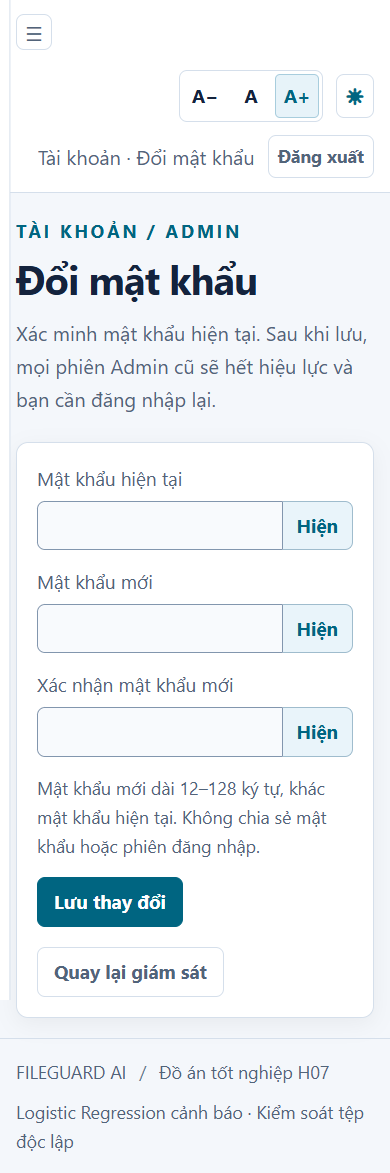 ☰
A− A A+
Tài khoản · Đổi mật khẩu Đăng xuất
TÀI KHOẢN / ADMIN
Đổi mật khẩu
Xác minh mật khẩu hiện tại. Sau khi lưu,
mọi phiên Admin cũ sẽ hết hiệu lực và
bạn cần đăng nhập lại.
Mật khẩu hiện tại
Hiện
Mật khẩu mới
Hiện
Xác nhận mật khẩu mới
Hiện
Mật khẩu mới dài 12–128 ký tự, khác
mật khẩu hiện tại. Không chia sẻ mật
khẩu hoặc phiên đăng nhập.
Lưu thay đổi
Quay lại giám sát
FILEGUARD AI / Đồ án tốt nghiệp H07
Logistic Regression cảnh báo · Kiểm soát tệp
độc lập